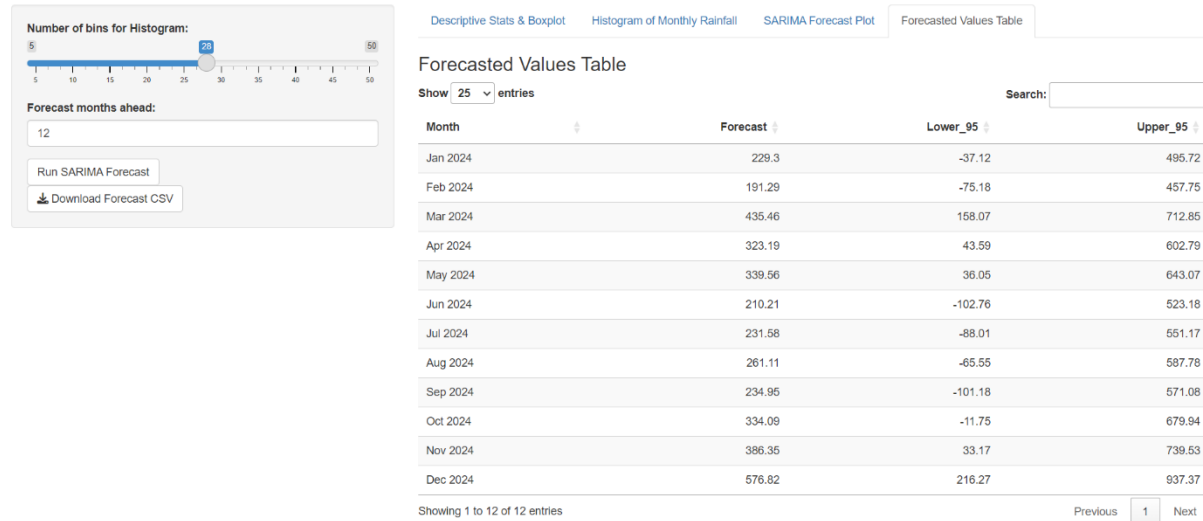 Number of bins for Histogram:
5 28 50
5 10 15 20 25 30 35 40 45 50
Forecast months ahead:
12
Run SARIMA Forecast
Download Forecast CSV
Descriptive Stats & Boxplot Histogram of Monthly Rainfall SARIMA Forecast Plot Forecasted Values Table
Forecasted Values Table
Show 25 entries Search:
Month Forecast Lower_95 Upper_95
Jan 2024 229.3 -37.12 495.72
Feb 2024 191.29 -75.18 457.75
Mar 2024 435.46 158.07 712.85
Apr 2024 323.19 43.59 602.79
May 2024 339.56 36.05 643.07
Jun 2024 210.21 -102.76 523.18
Jul 2024 231.58 -88.01 551.17
Aug 2024 261.11 -65.55 587.78
Sep 2024 234.95 -101.18 571.08
Oct 2024 334.09 -11.75 679.94
Nov 2024 386.35 33.17 739.53
Dec 2024 576.82 216.27 937.37
Showing 1 to 12 of 12 entries Previous 1 Next